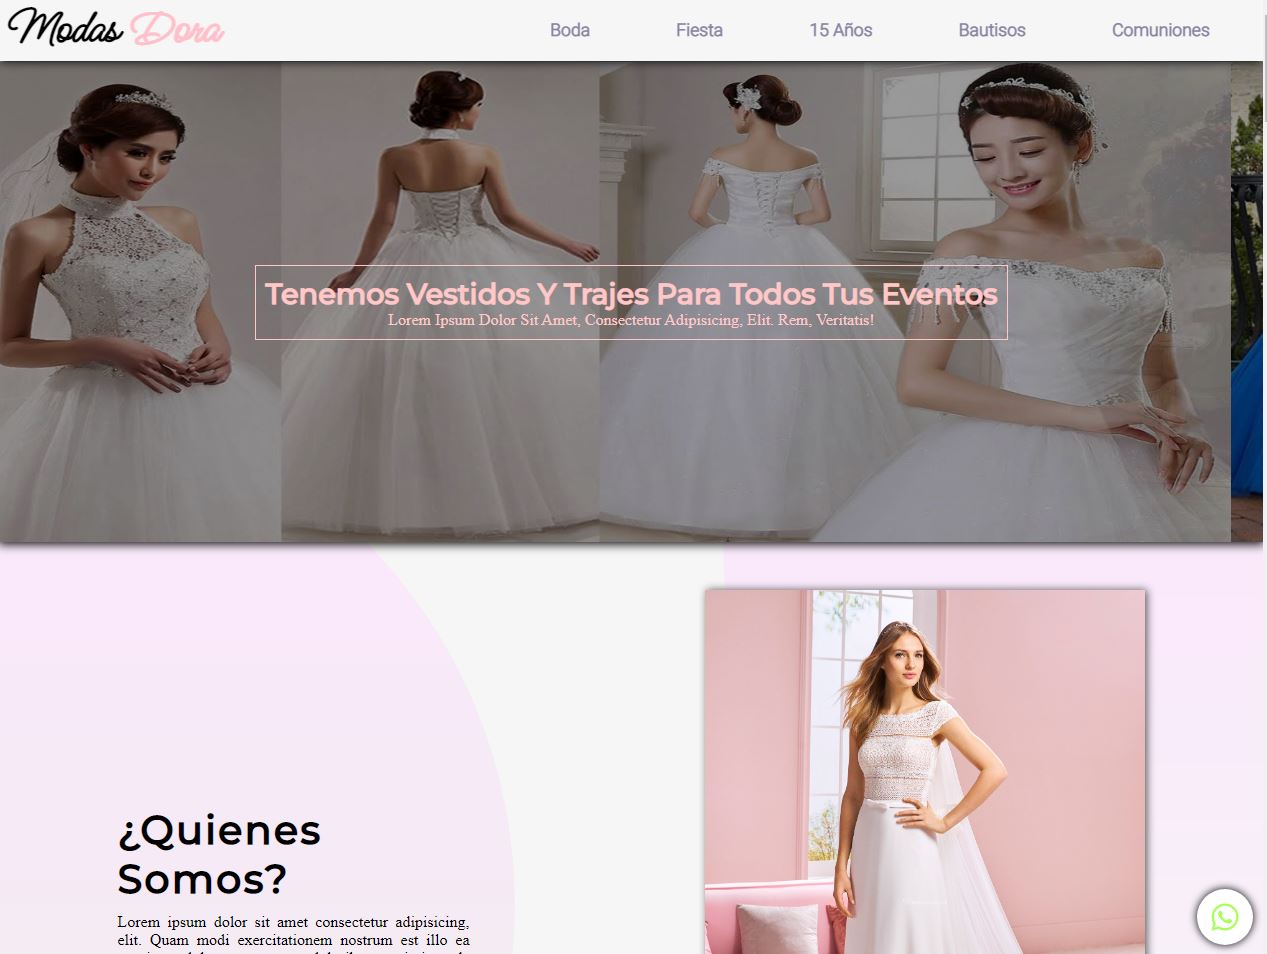 Modas Dora
Boda Fiesta 15 Años Bautisos Comuniones
Tenemos Vestidos Y Trajes Para Todos Tus Eventos
Lorem Ipsum Dolor Sit Amet, Consectetur Adipisicing, Elit. Rem, Veritatis!
¿Quienes
Somos?
Lorem ipsum dolor sit amet consectetur adipisicing,
elit. Quam modi exercitationem nostrum est illo ea